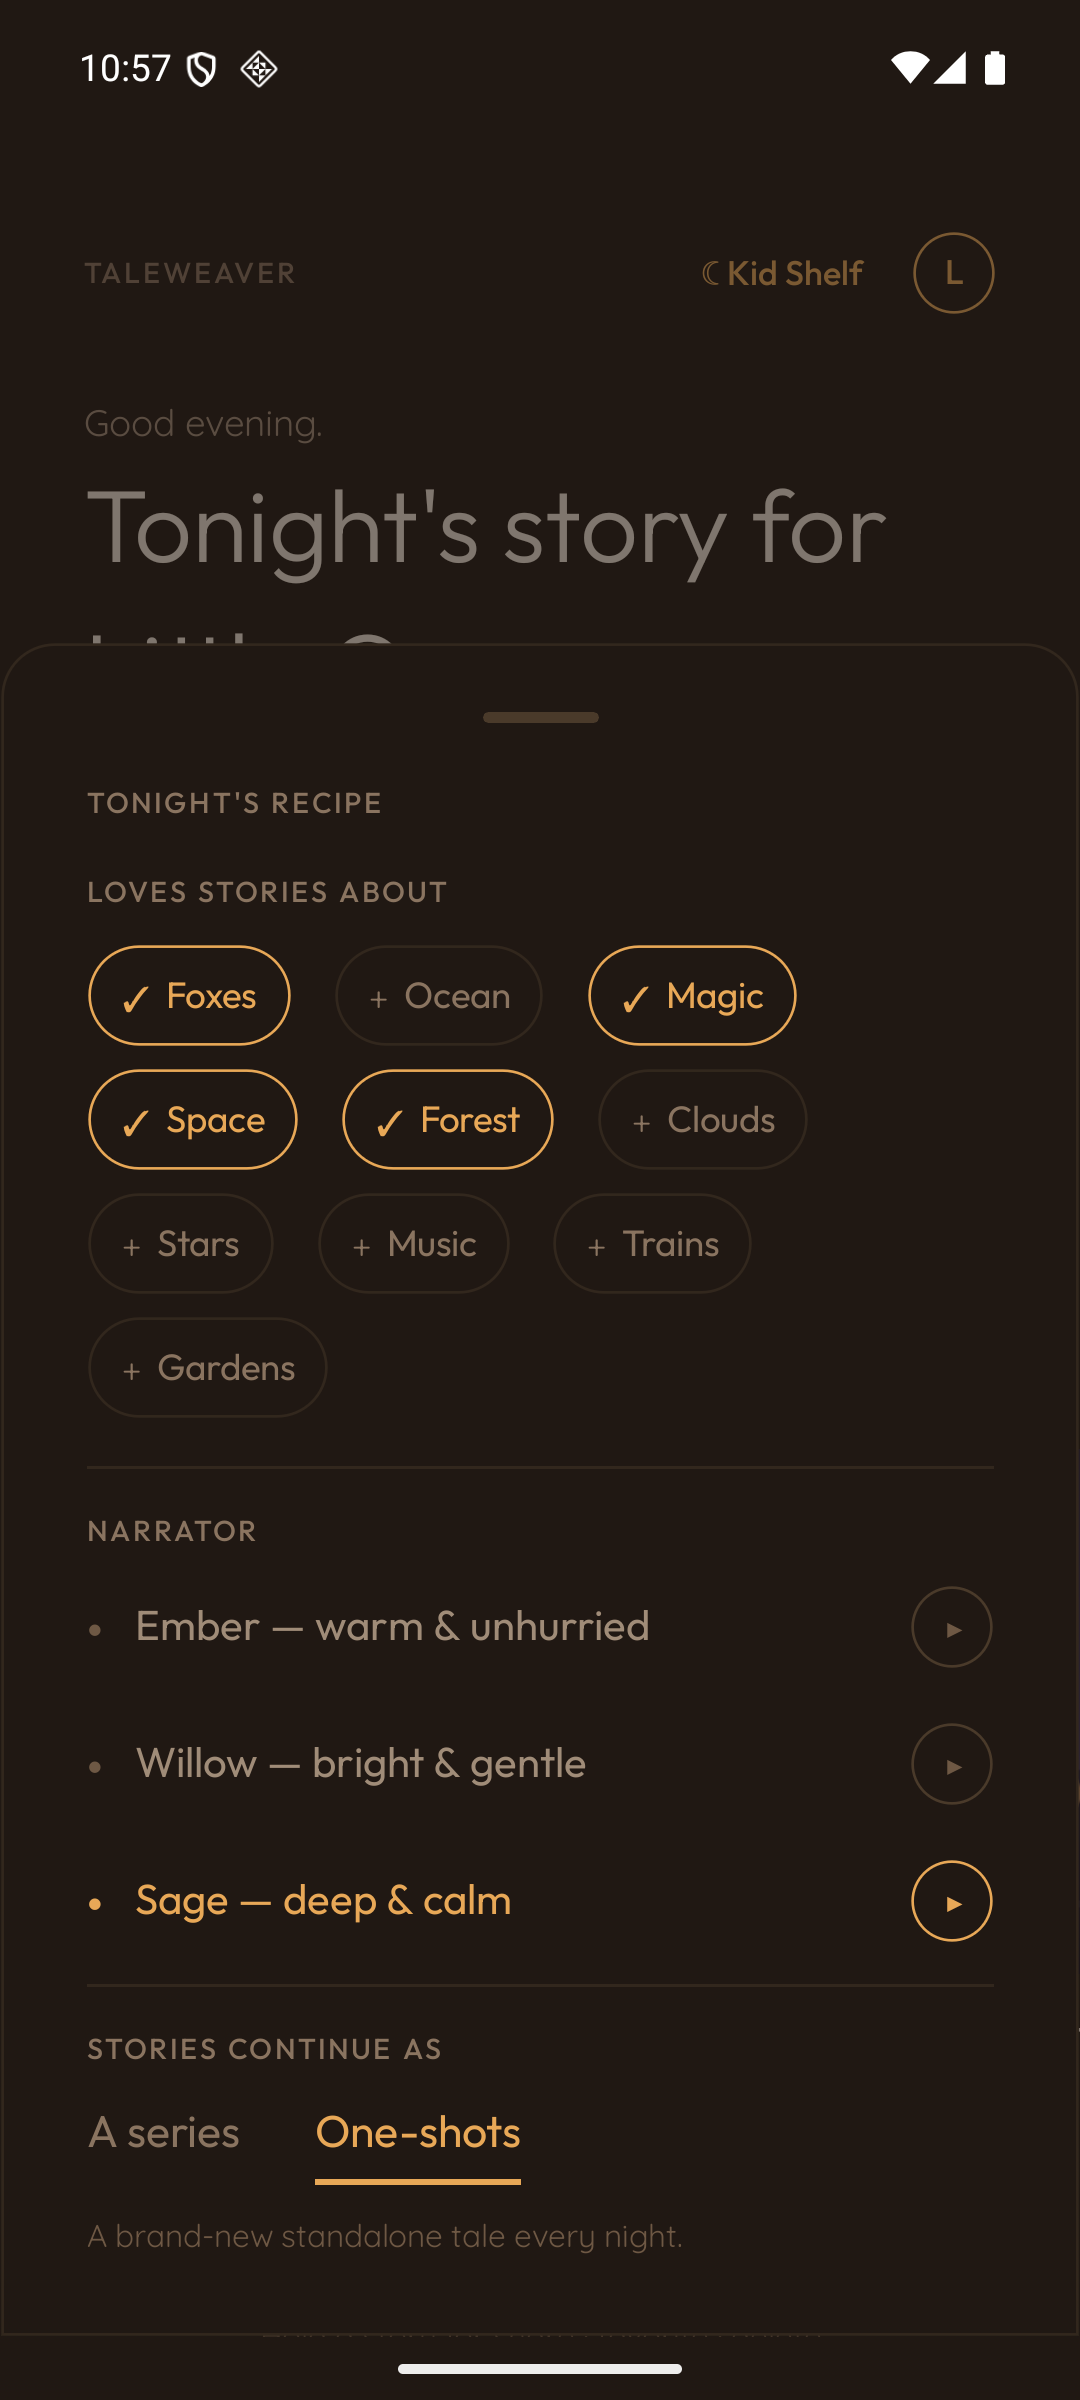 10:57
TALEWEAVER
☾ Kid Shelf
L
Good evening.
Tonight's story for
TONIGHT'S RECIPE
LOVES STORIES ABOUT
✓ Foxes + Ocean ✓ Magic
✓ Space ✓ Forest + Clouds
+ Stars + Music + Trains
+ Gardens
NARRATOR
• Ember — warm & unhurried
• Willow — bright & gentle
• Sage — deep & calm
STORIES CONTINUE AS
A series One-shots
A brand-new standalone tale every night.